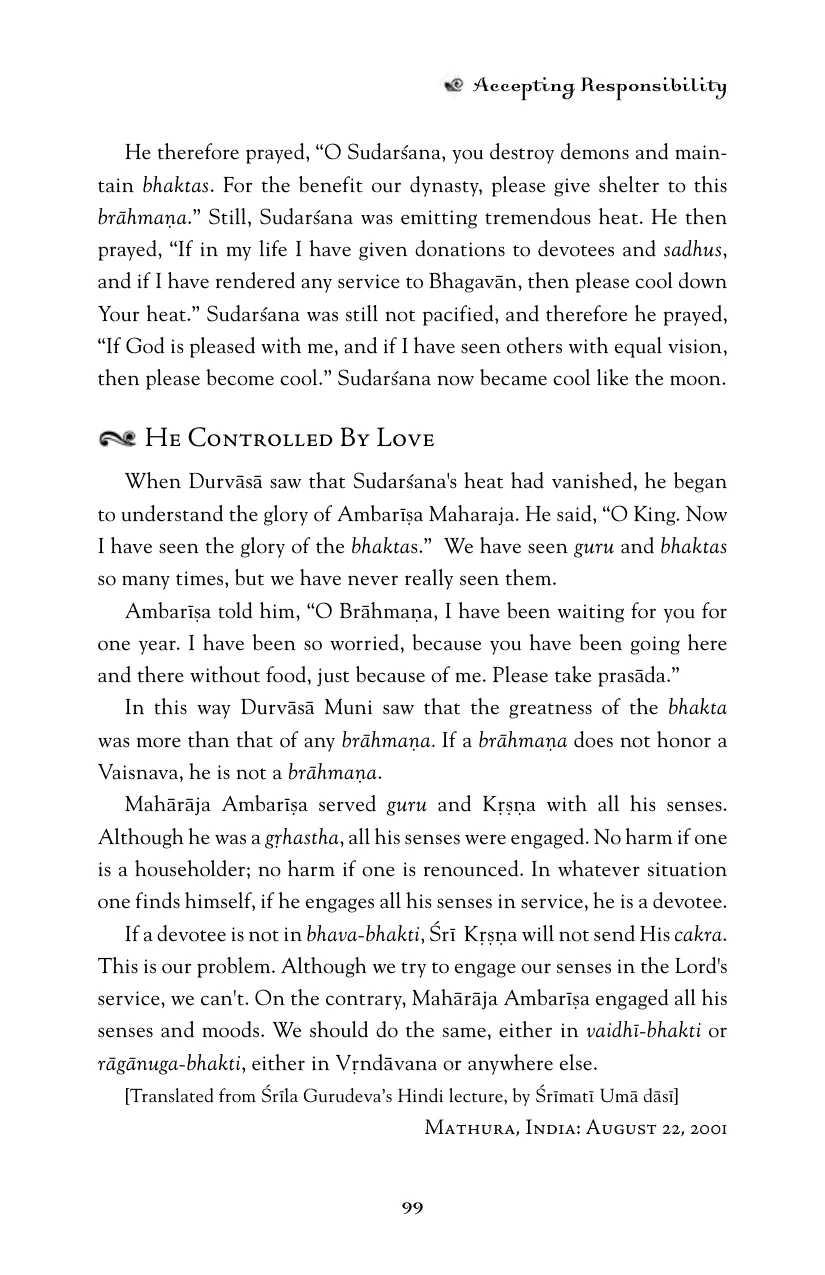 Accepting Responsibility
He therefore prayed, “O Sudarśana, you destroy demons and main-
tain bhaktas. For the benefit our dynasty, please give shelter to this
brāhmaṇa.” Still, Sudarśana was emitting tremendous heat. He then
prayed, “If in my life I have given donations to devotees and sadhus,
and if I have rendered any service to Bhagavān, then please cool down
Your heat.” Sudarśana was still not pacified, and therefore he prayed,
“If God is pleased with me, and if I have seen others with equal vision,
then please become cool.” Sudarśana now became cool like the moon.
He Controlled By Love
When Durvāsā saw that Sudarśana's heat had vanished, he began
to understand the glory of Ambarīṣa Maharaja. He said, “O King. Now
I have seen the glory of the bhaktas.” We have seen guru and bhaktas
so many times, but we have never really seen them.
Ambarīṣa told him, “O Brāhmaṇa, I have been waiting for you for
one year. I have been so worried, because you have been going here
and there without food, just because of me. Please take prasāda.”
In this way Durvāsā Muni saw that the greatness of the bhakta
was more than that of any brāhmaṇa. If a brāhmaṇa does not honor a
Vaisnava, he is not a brāhmaṇa.
Mahārāja Ambarīṣa served guru and Kṛṣṇa with all his senses.
Although he was a gṛhastha, all his senses were engaged. No harm if one
is a householder; no harm if one is renounced. In whatever situation
one finds himself, if he engages all his senses in service, he is a devotee.
If a devotee is not in bhava-bhakti, Śrī Kṛṣṇa will not send His cakra.
This is our problem. Although we try to engage our senses in the Lord's
service, we can't. On the contrary, Mahārāja Ambarīṣa engaged all his
senses and moods. We should do the same, either in vaidhī-bhakti or
rāgānuga-bhakti, either in Vṛndāvana or anywhere else.
[Translated from Śrīla Gurudeva’s Hindi lecture, by Śrīmatī Umā dāsī]
Mathura, India: August 22, 2001
99